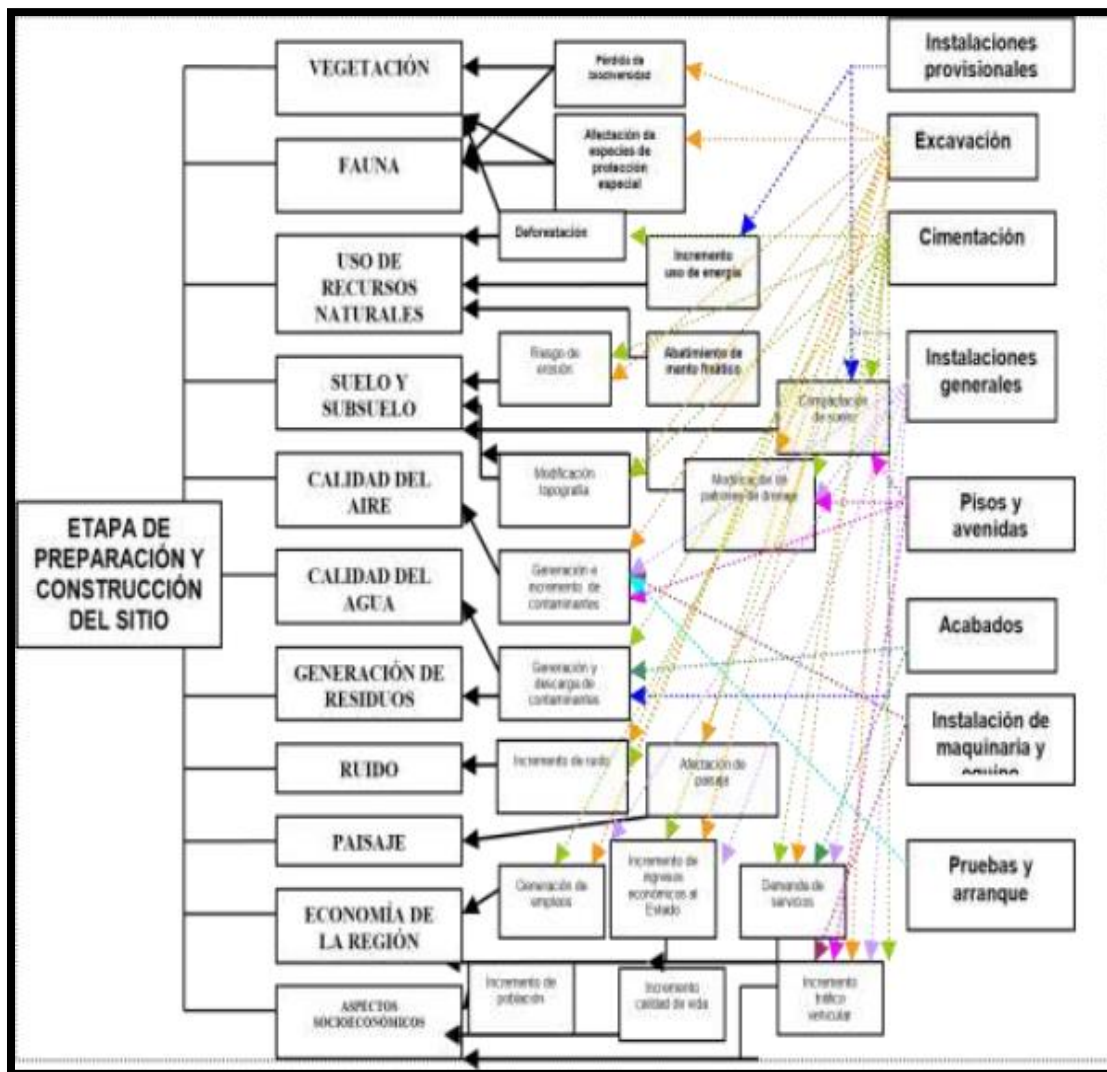 ETAPA DE
PREPARACIÓN Y
CONSTRUCCIÓN
DEL SITIO
VEGETACIÓN
FAUNA
USO DE
RECURSOS
NATURALES
SUELO Y
SUBSUELO
CALIDAD DEL
AIRE
CALIDAD DEL
AGUA
GENERACIÓN DE
RESIDUOS
RUIDO
PAISAJE
ECONOMÍA DE
LA REGIÓN
ASPECTOS
SOCIOECONÓMICOS
Pérdida de
biodiversidad
Afectación de
especies de
protección
especial
Deforestación
Incremento
uso de energía
Riesgo de
erosión
Abatimiento de
manto freático
Compactación
de suelo
Modificación
topografía
Modificación de
patrones de drenaje
Generación e
incremento de
contaminantes
Generación y
descarga de
contaminantes
Incremento de ruido
Afectación de
paisaje
Generación de
empleos
Incremento de
ingresos
económicos al
Estado
Demanda de
servicios
Incremento de
población
Incremento
calidad de vida
Incremento
tráfico
vehicular
Instalaciones
provisionales
Excavación
Cimentación
Instalaciones
generales
Pisos y
avenidas
Acabados
Instalación de
maquinaria y
equipo
Pruebas y
arranque